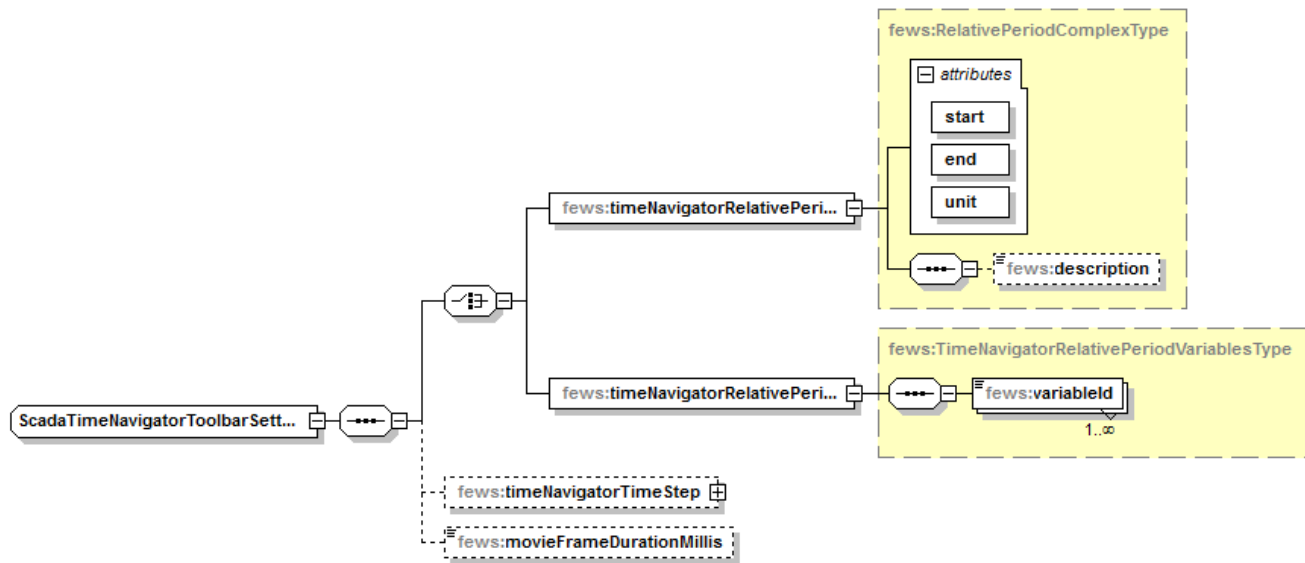 fews:RelativePeriodComplexType
attributes
start
end
unit
fews:timeNavigatorRelativePeri...
fews:description
fews:TimeNavigatorRelativePeriodVariablesType
fews:timeNavigatorRelativePeri...
fews:variableId
1..∞
ScadaTimeNavigatorToolbarSett...
fews:timeNavigatorTimeStep
fews:movieFrameDurationMillis